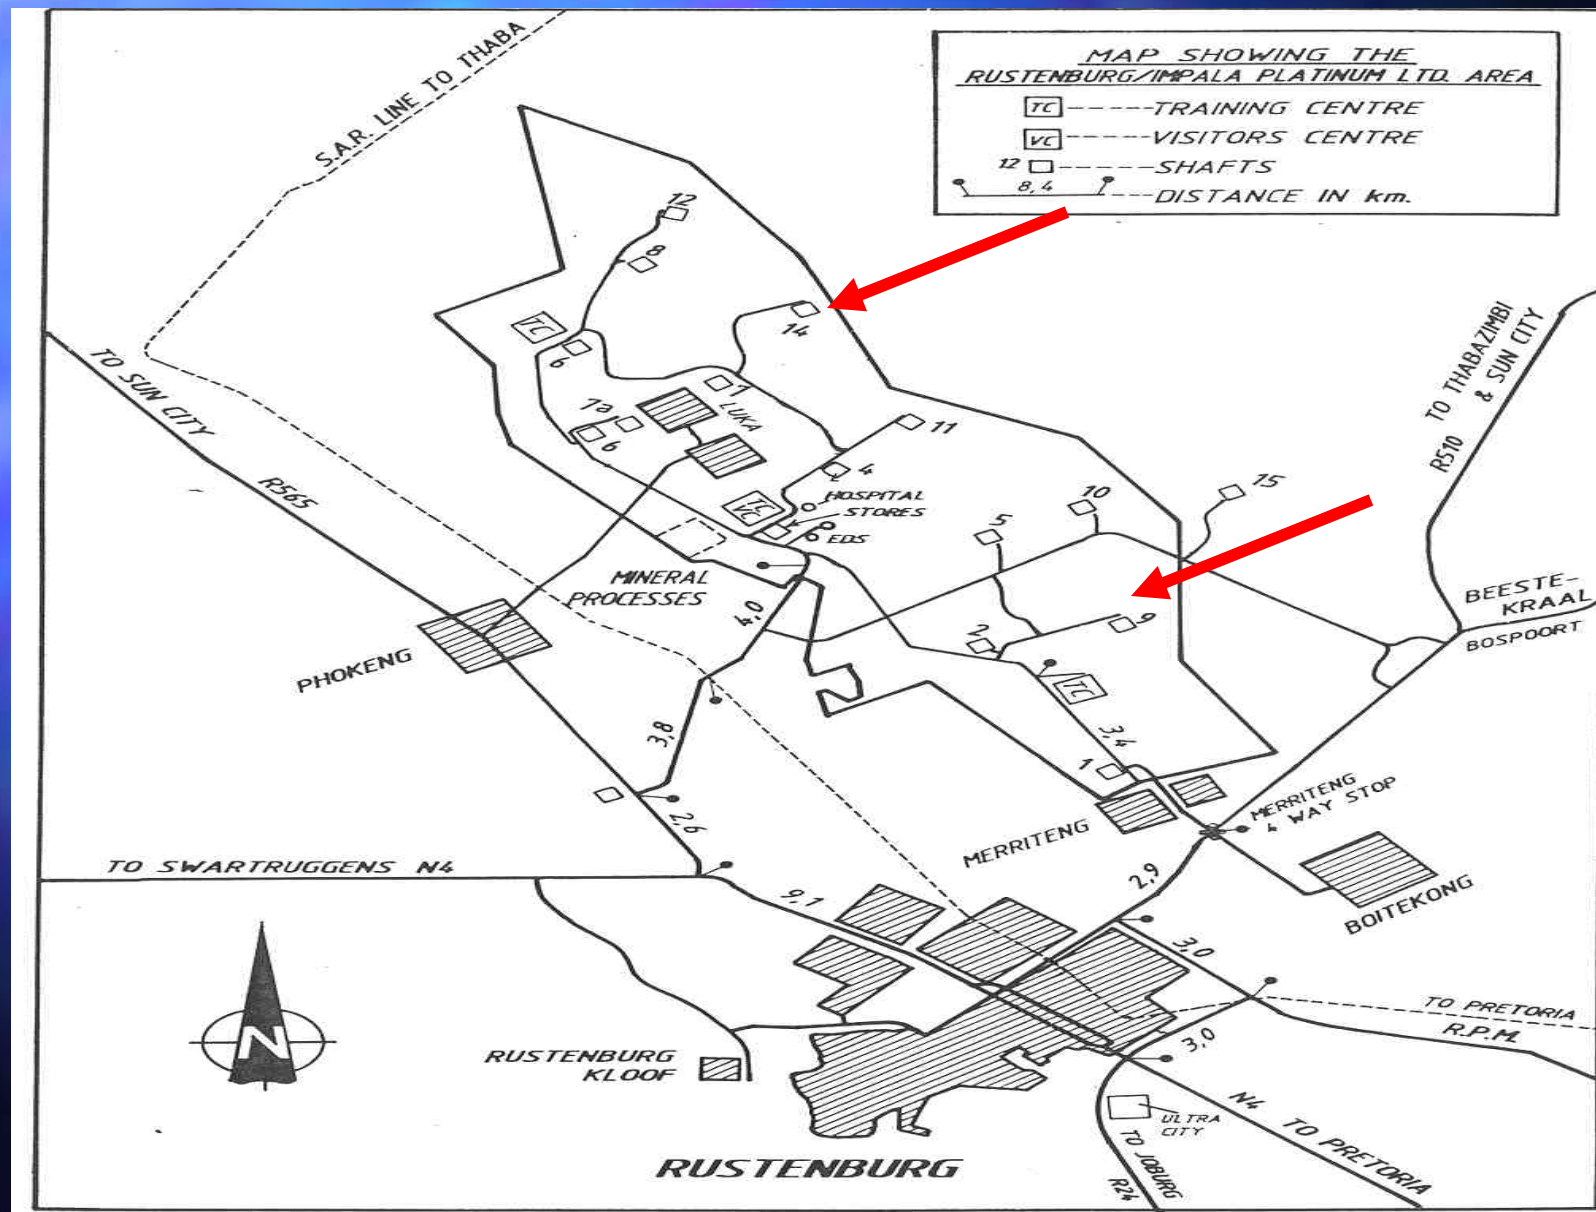 MAP SHOWING THE
RUSTENBURG/IMPALA PLATINUM LTD. AREA
TC TRAINING CENTRE
VC VISITORS CENTRE
12 SHAFTS
8,4 DISTANCE IN km.
S.A.R. LINE TO THABA
12
8
14
TC
6
7
LUKA
13
6
11
4
TC
VC
HOSPITAL
STORES
EDS
MINERAL
PROCESSES
10
15
5
2
9
TC
3,4
1
TO SUN CITY
R565
TO THABAZIMBI
& SUN CITY
R510
BEESTE-
KRAAL
BOSPOORT
PHOKENG
4,0
3,8
2,6
MERRITENG
MERRITENG
4 WAY STOP
BOITEKONG
TO SWARTRUGGENS N4
9,1
2,9
3,0
3,0
TO PRETORIA
R.P.M.
N
RUSTENBURG
KLOOF
RUSTENBURG
ULTRA
CITY
TO JOBURG
R24
N4 TO PRETORIA